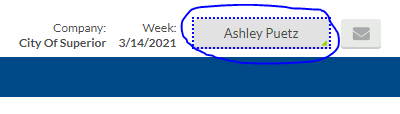 Company: Week:
City Of Superior 3/14/2021 Ashley Puetz